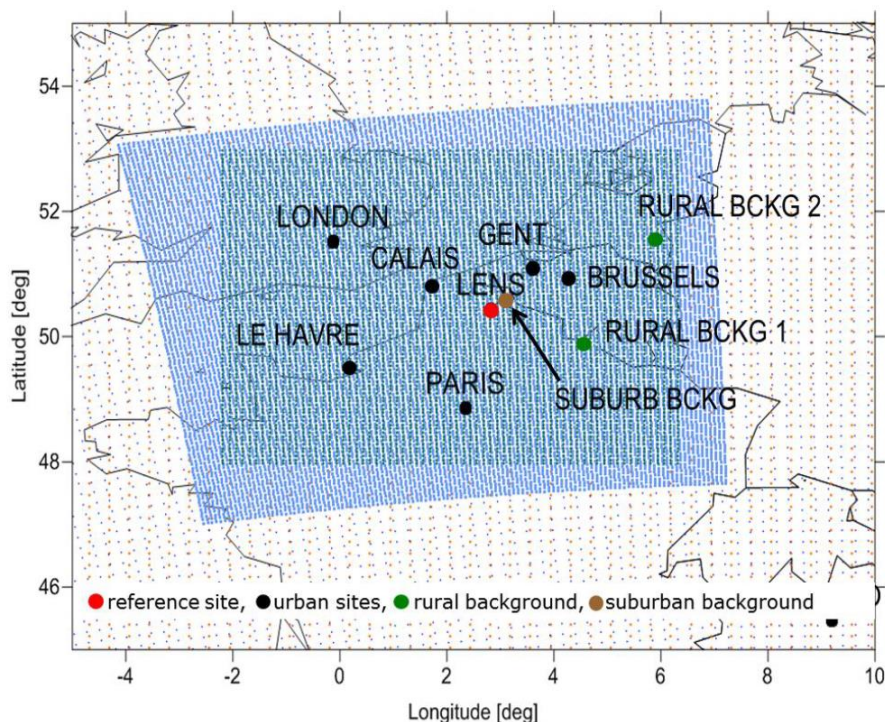 54
RURAL BCKG 2
52
LONDON
GENT
CALAIS
LENS
BRUSSELS
Latitude [deg]
50
LE HAVRE
RURAL BCKG 1
PARIS
SUBURB BCKG
48
46
reference site, urban sites, rural background, suburban background
-4 -2 0 2 4 6 8 10
Longitude [deg]